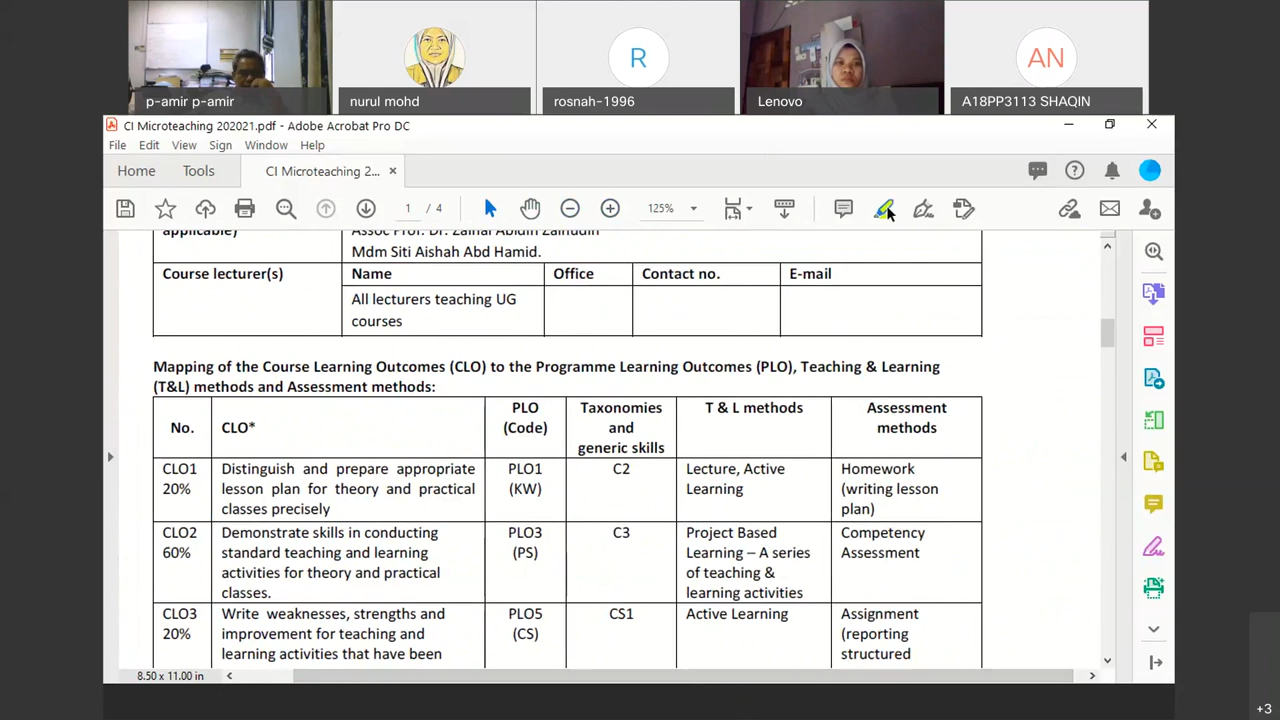 p-amir p-amir
nurul mohd
R
rosnah-1996
Lenovo
AN
A18PP3113 SHAQIN
CI Microteaching 202021.pdf - Adobe Acrobat Pro DC
File Edit View Sign Window Help
Home Tools CI Microteaching 2... ×
1 / 4 125%
applicable) Assoc Prof. Dr. Zainal Abidin Zainudin
Mdm Siti Aishah Abd Hamid.
Course lecturer(s) Name Office Contact no. E-mail
All lecturers teaching UG
courses
Mapping of the Course Learning Outcomes (CLO) to the Programme Learning Outcomes (PLO), Teaching & Learning
(T&L) methods and Assessment methods:
No.
CLO*
PLO
(Code)
Taxonomies
and
generic skills
T & L methods
Assessment
methods
CLO1
20%
Distinguish and prepare appropriate
lesson plan for theory and practical
classes precisely
PLO1
(KW)
C2
Lecture, Active
Learning
Homework
(writing lesson
plan)
CLO2
60%
Demonstrate skills in conducting
standard teaching and learning
activities for theory and practical
classes.
PLO3
(PS)
C3
Project Based
Learning – A series
of teaching &
learning activities
Competency
Assessment
CLO3
20%
Write weaknesses, strengths and
improvement for teaching and
learning activities that have been
PLO5
(CS)
CS1
Active Learning
Assignment
(reporting
structured
8.50 x 11.00 in
+3